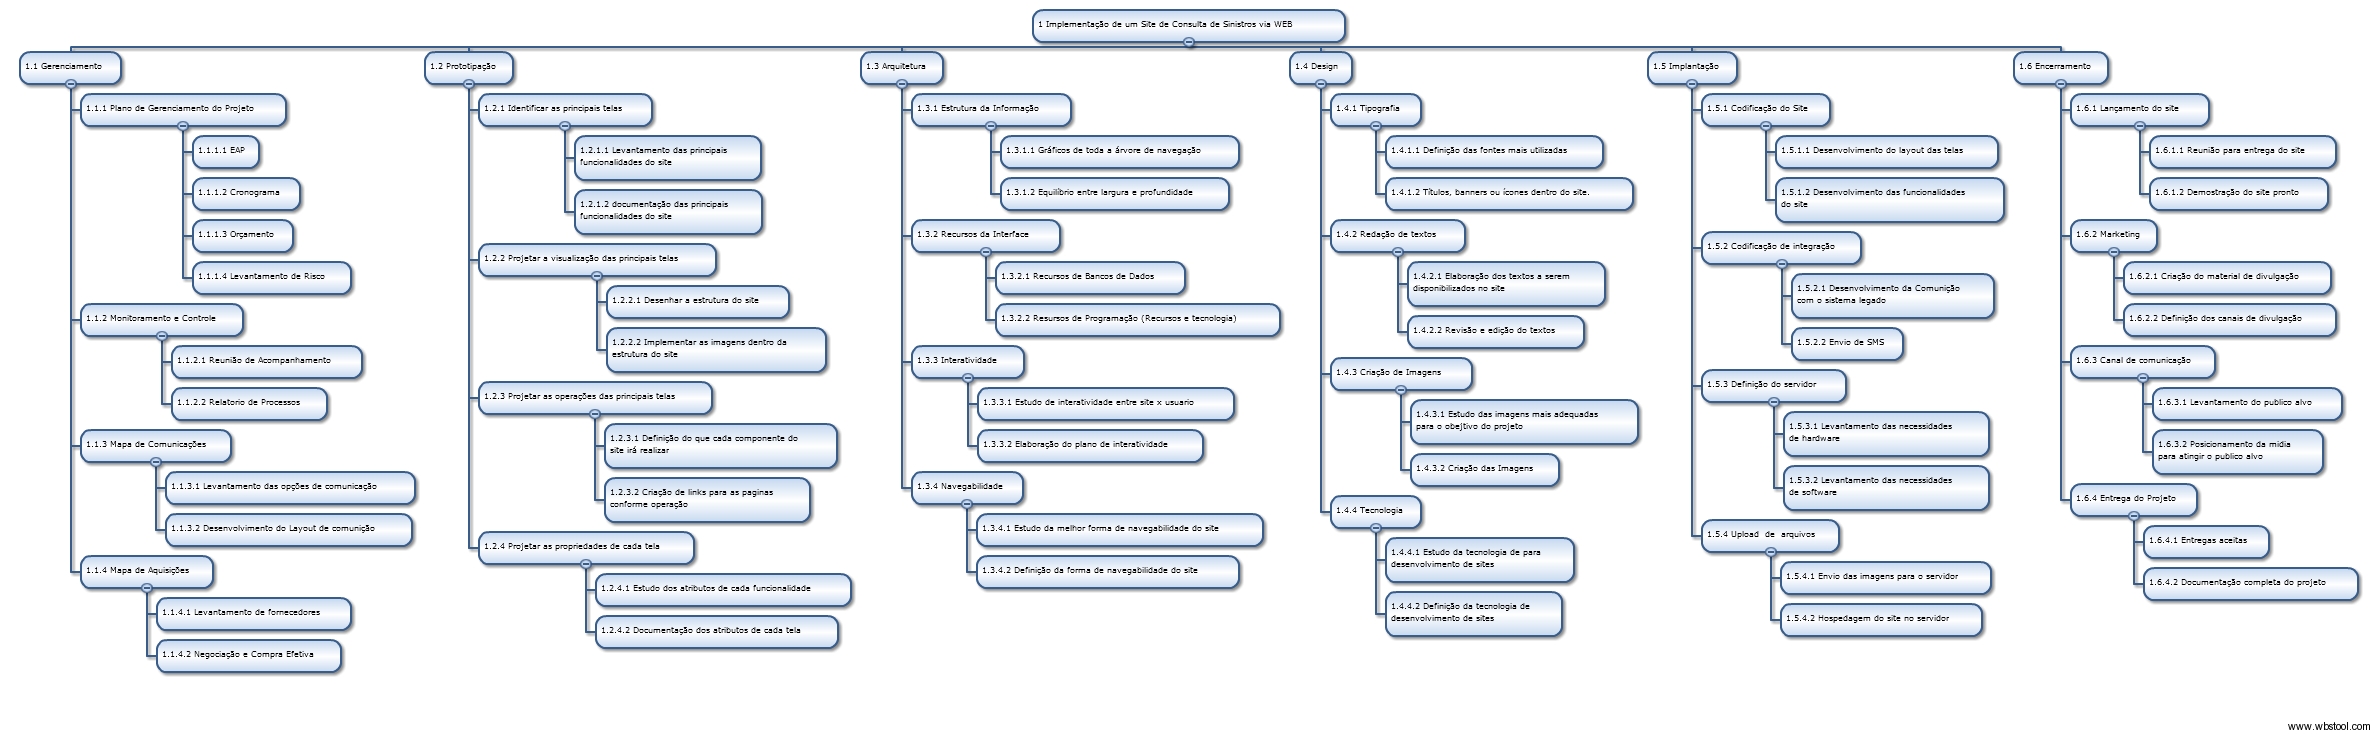 1 Implementação de um Site de Consulta de Sinistros via WEB
1.1 Gerenciamento
1.1.1 Plano de Gerenciamento do Projeto
1.1.1.1 EAP
1.1.1.2 Cronograma
1.1.1.3 Orçamento
1.1.1.4 Levantamento de Risco
1.1.2 Monitoramento e Controle
1.1.2.1 Reunião de Acompanhamento
1.1.2.2 Relatorio de Processos
1.1.3 Mapa de Comunicações
1.1.3.1 Levantamento das opções de comunicação
1.1.3.2 Desenvolvimento do Layout de comunição
1.1.4 Mapa de Aquisições
1.1.4.1 Levantamento de fornecedores
1.1.4.2 Negociação e Compra Efetiva
1.2 Prototipação
1.2.1 Identificar as principais telas
1.2.1.1 Levantamento das principais
funcionalidades do site
1.2.1.2 documentação das principais
funcionalidades do site
1.2.2 Projetar a visualização das principais telas
1.2.2.1 Desenhar a estrutura do site
1.2.2.2 Implementar as imagens dentro da
estrutura do site
1.2.3 Projetar as operações das principais telas
1.2.3.1 Definição do que cada componente do
site irá realizar
1.2.3.2 Criação de links para as paginas
conforme operação
1.2.4 Projetar as propriedades de cada tela
1.2.4.1 Estudo dos atributos de cada funcionalidade
1.2.4.2 Documentação dos atributos de cada tela
1.3 Arquitetura
1.3.1 Estrutura da Informação
1.3.1.1 Gráficos de toda a árvore de navegação
1.3.1.2 Equilíbrio entre largura e profundidade
1.3.2 Recursos da Interface
1.3.2.1 Recursos de Bancos de Dados
1.3.2.2 Resursos de Programação (Recursos e tecnologia)
1.3.3 Interatividade
1.3.3.1 Estudo de interatividade entre site x usuario
1.3.3.2 Elaboração do plano de interatividade
1.3.4 Navegabilidade
1.3.4.1 Estudo da melhor forma de navegabilidade do site
1.3.4.2 Definição da forma de navegabilidade do site
1.4 Design
1.4.1 Tipografia
1.4.1.1 Definição das fontes mais utilizadas
1.4.1.2 Títulos, banners ou ícones dentro do site.
1.4.2 Redação de textos
1.4.2.1 Elaboração dos textos a serem
disponibilizados no site
1.4.2.2 Revisão e edição do textos
1.4.3 Criação de Imagens
1.4.3.1 Estudo das imagens mais adequadas
para o obejtivo do projeto
1.4.3.2 Criação das Imagens
1.4.4 Tecnologia
1.4.4.1 Estudo da tecnologia de para
desenvolvimento de sites
1.4.4.2 Definição da tecnologia de
desenvolvimento de sites
1.5 Implantação
1.5.1 Codificação do Site
1.5.1.1 Desenvolvimento do layout das telas
1.5.1.2 Desenvolvimento das funcionalidades
do site
1.5.2 Codificação de integração
1.5.2.1 Desenvolvimento da Comunição
com o sistema legado
1.5.2.2 Envio de SMS
1.5.3 Definição do servidor
1.5.3.1 Levantamento das necessidades
de hardware
1.5.3.2 Levantamento das necessidades
de software
1.5.4 Upload de arquivos
1.5.4.1 Envio das imagens para o servidor
1.5.4.2 Hospedagem do site no servidor
1.6 Encerramento
1.6.1 Lançamento do site
1.6.1.1 Reunião para entrega do site
1.6.1.2 Demostração do site pronto
1.6.2 Marketing
1.6.2.1 Criação do material de divulgação
1.6.2.2 Definição dos canais de divulgação
1.6.3 Canal de comunicação
1.6.3.1 Levantamento do publico alvo
1.6.3.2 Posicionamento da midia
para atingir o publico alvo
1.6.4 Entrega do Projeto
1.6.4.1 Entregas aceitas
1.6.4.2 Documentação completa do projeto
www.wbstool.com